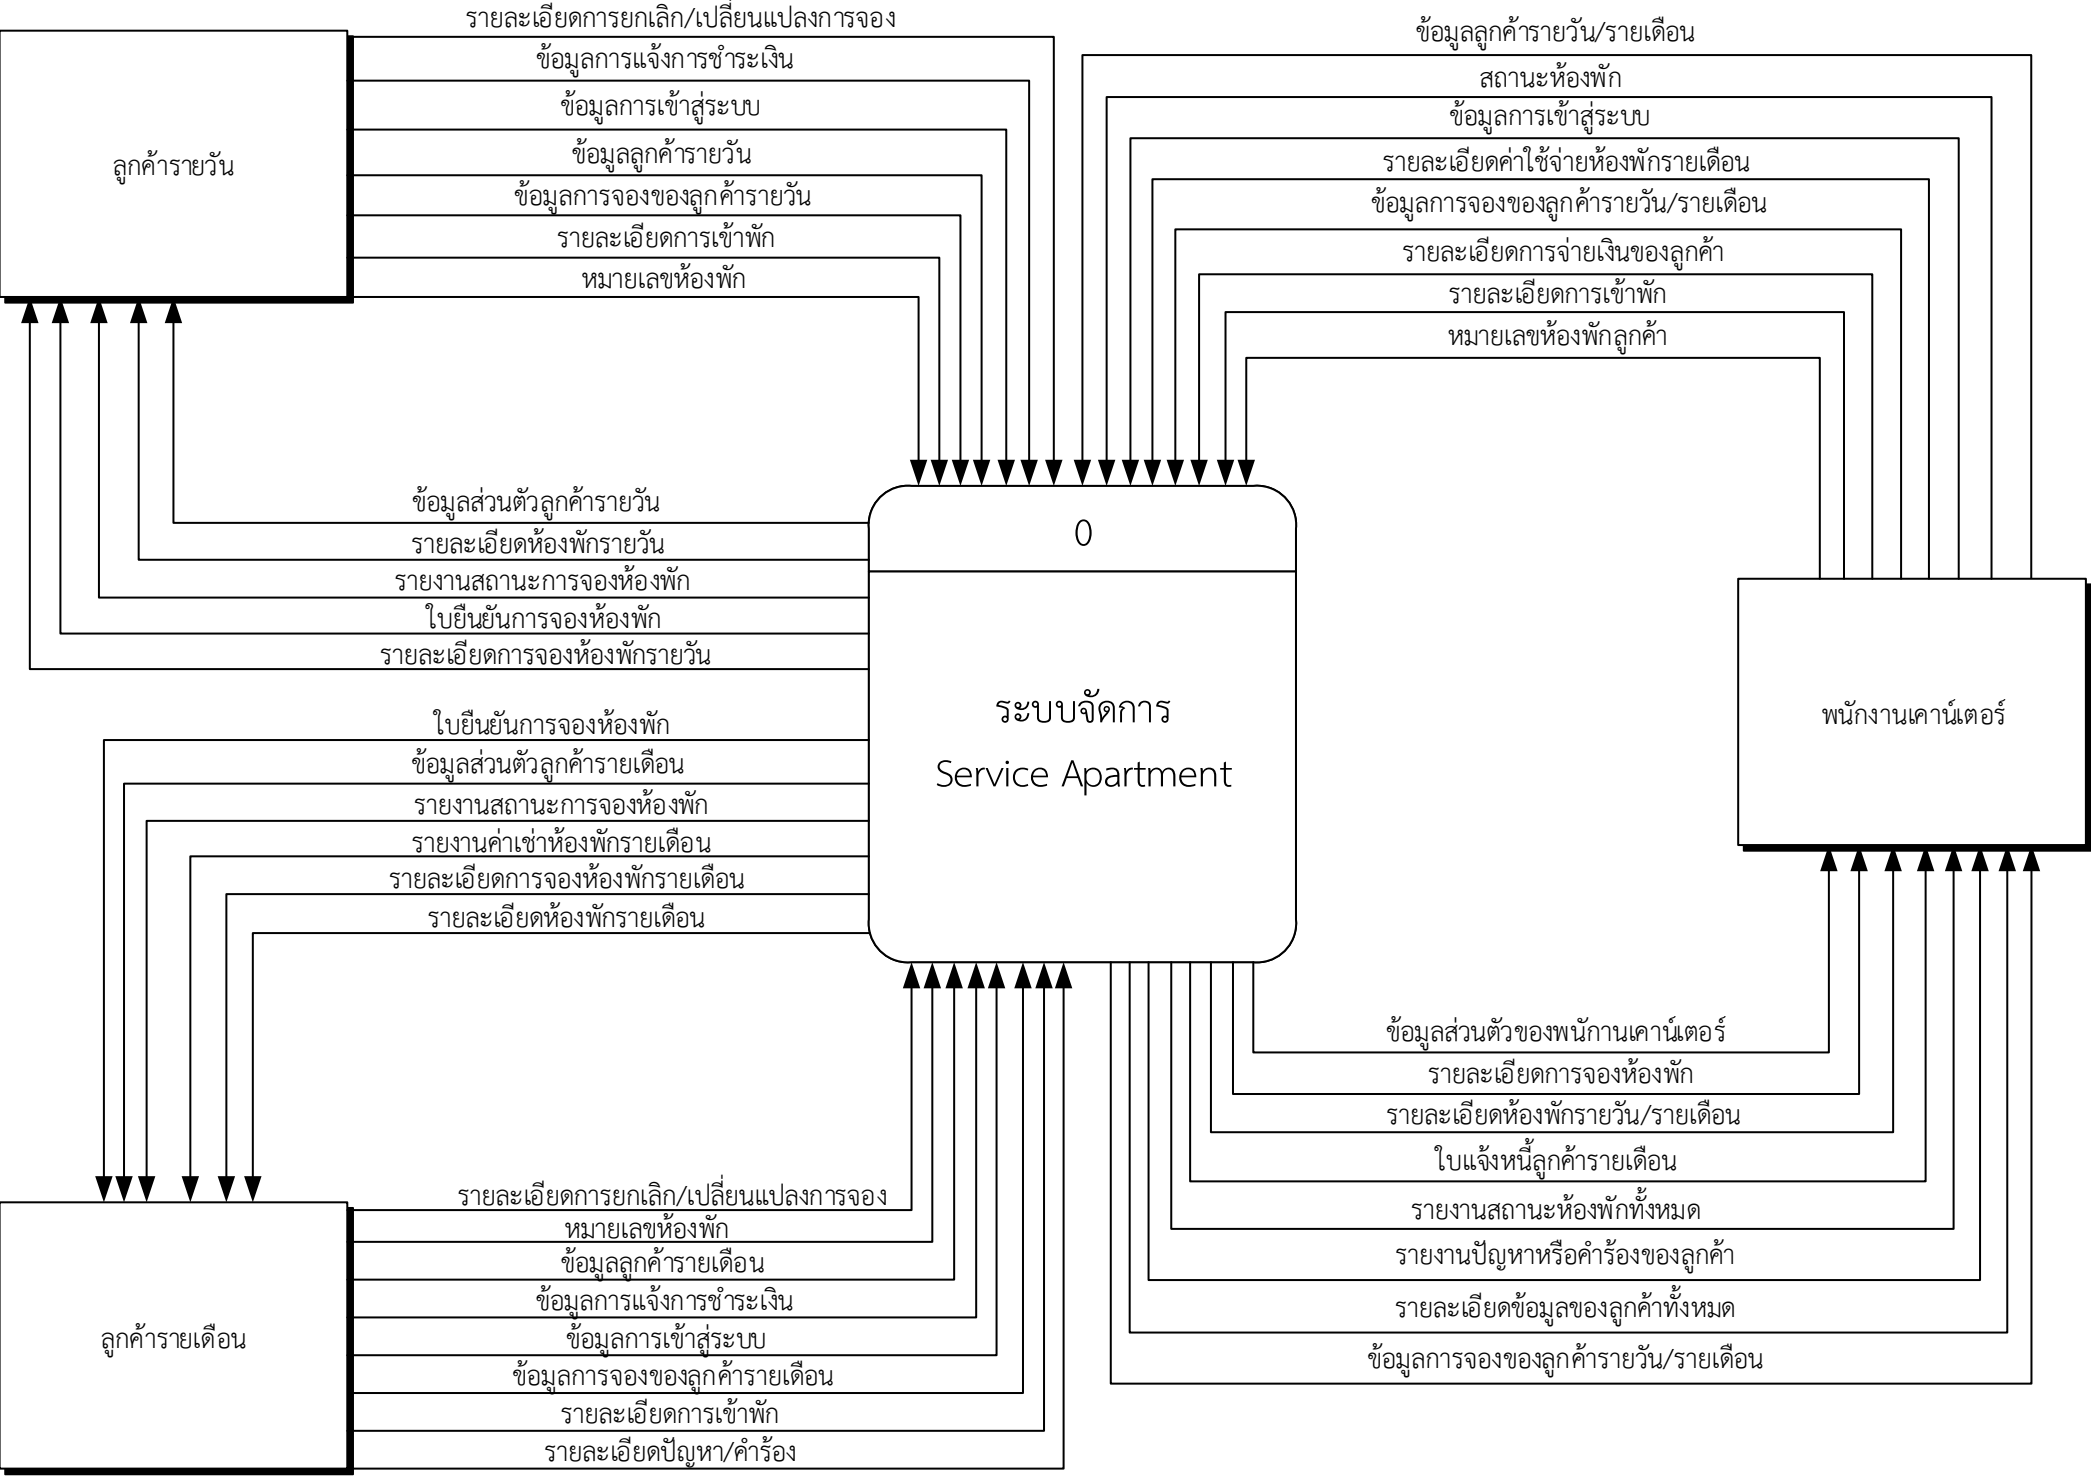 รายละเอียดการยกเลิก/เปลี่ยนแปลงการจอง
ข้อมูลการแจ้งการชำระเงิน
ข้อมูลการเข้าสู่ระบบ
ข้อมูลลูกค้ารายวัน
ข้อมูลการจองของลูกค้ารายวัน
รายละเอียดการเข้าพัก
หมายเลขห้องพัก
ลูกค้ารายวัน
ข้อมูลลูกค้ารายวัน/รายเดือน
สถานะห้องพัก
ข้อมูลการเข้าสู่ระบบ
รายละเอียดค่าใช้จ่ายห้องพักรายเดือน
ข้อมูลการจองของลูกค้ารายวัน/รายเดือน
รายละเอียดการจ่ายเงินของลูกค้า
รายละเอียดการเข้าพัก
หมายเลขห้องพักลูกค้า
ข้อมูลส่วนตัวลูกค้ารายวัน
รายละเอียดห้องพักรายวัน
รายงานสถานะการจองห้องพัก
ใบยืนยันการจองห้องพัก
รายละเอียดการจองห้องพักรายวัน
0
ระบบจัดการ
Service Apartment
พนักงานเคาน์เตอร์
ใบยืนยันการจองห้องพัก
ข้อมูลส่วนตัวลูกค้ารายเดือน
รายงานสถานะการจองห้องพัก
รายงานค่าเช่าห้องพักรายเดือน
รายละเอียดการจองห้องพักรายเดือน
รายละเอียดห้องพักรายเดือน
ข้อมูลส่วนตัวของพนักานเคาน์เตอร์
รายละเอียดการจองห้องพัก
รายละเอียดห้องพักรายวัน/รายเดือน
ใบแจ้งหนี้ลูกค้ารายเดือน
รายงานสถานะห้องพักทั้งหมด
รายงานปัญหาหรือคำร้องของลูกค้า
รายละเอียดข้อมูลของลูกค้าทั้งหมด
ข้อมูลการจองของลูกค้ารายวัน/รายเดือน
ลูกค้ารายเดือน
รายละเอียดการยกเลิก/เปลี่ยนแปลงการจอง
หมายเลขห้องพัก
ข้อมูลลูกค้ารายเดือน
ข้อมูลการแจ้งการชำระเงิน
ข้อมูลการเข้าสู่ระบบ
ข้อมูลการจองของลูกค้ารายเดือน
รายละเอียดการเข้าพัก
รายละเอียดปัญหา/คำร้อง